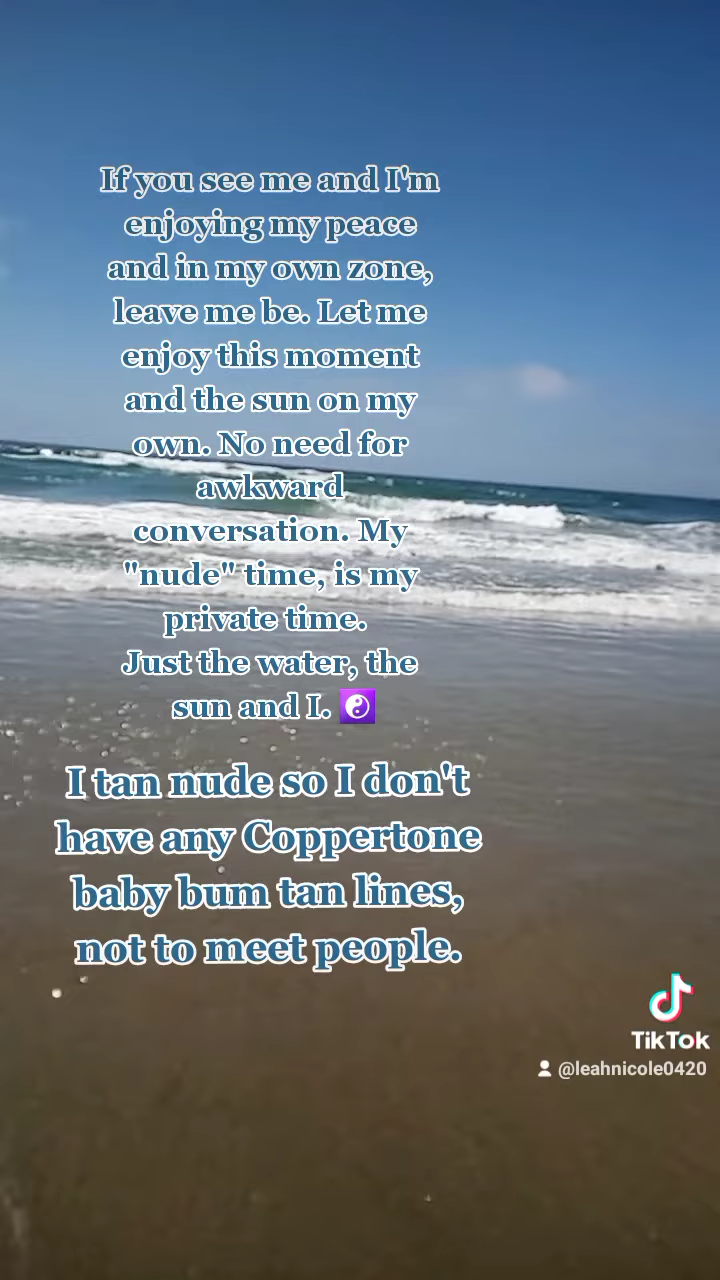 If you see me and I'm
enjoying my peace
and in my own zone,
leave me be. Let me
enjoy this moment
and the sun on my
own. No need for
awkward
conversation. My
"nude" time, is my
private time.
Just the water, the
sun and I. ☯️
I tan nude so I don't
have any Coppertone
baby bum tan lines,
not to meet people.
TikTok
@leahnicole0420